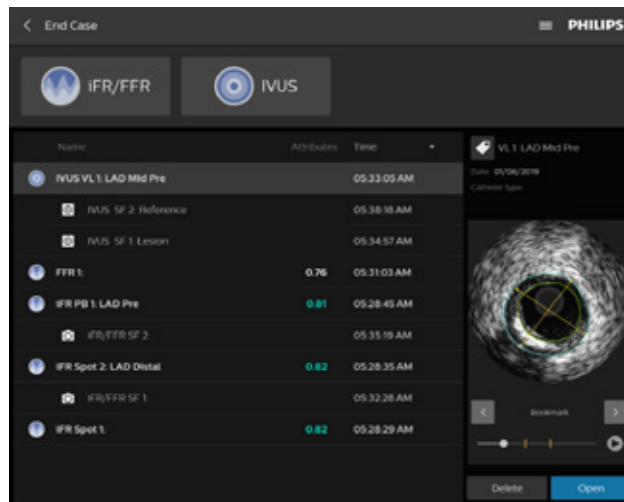 End Case
PHILIPS
iFR/FFR
IVUS
Name Attributes Time
IVUS VL 1: LAD Mid Pre 05:33:05 AM
IVUS SF 2: Reference 05:38:18 AM
IVUS SF 1: Lesion 05:34:57 AM
FFR 1: 0.76 05:31:03 AM
iFR PB 1: LAD Pre 0.81 05:28:45 AM
iFR/FFR SF 2: 05:35:19 AM
iFR Spot 2: LAD Distal 0.82 05:28:35 AM
iFR/FFR SF 1: 05:32:28 AM
iFR Spot 1: 0.82 05:28:29 AM
VL 1: LAD Mid Pre
Date: 01/06/2019
Catheter type:
Bookmark
Delete
Open